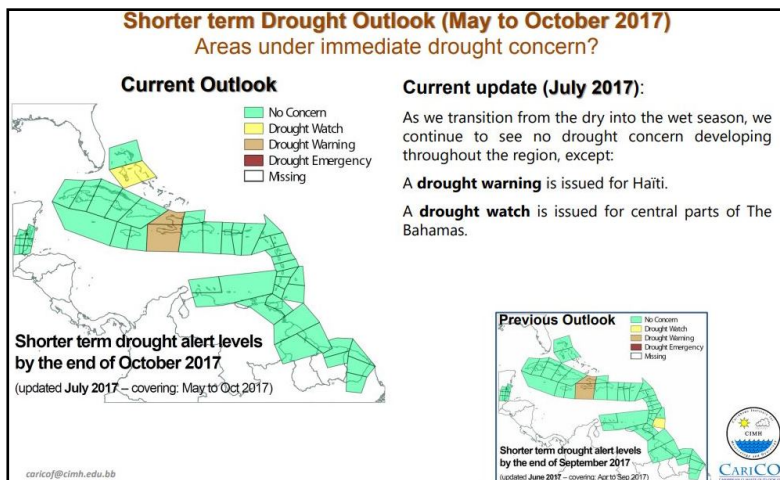 Shorter term Drought Outlook (May to October 2017)
Areas under immediate drought concern?
Current Outlook
No Concern
Drought Watch
Drought Warning
Drought Emergency
Missing
Shorter term drought alert levels
by the end of October 2017
(updated July 2017 – covering: May to Oct 2017)
Current update (July 2017):
As we transition from the dry into the wet season, we
continue to see no drought concern developing
throughout the region, except:
A drought warning is issued for Haïti.
A drought watch is issued for central parts of The
Bahamas.
Previous Outlook
No Concern
Drought Watch
Drought Warning
Drought Emergency
Missing
Shorter term drought alert levels
by the end of September 2017
(updated June 2017 – covering: Apr to Sep 2017)
CIMH
CARICO
caricof@cimh.edu.bb